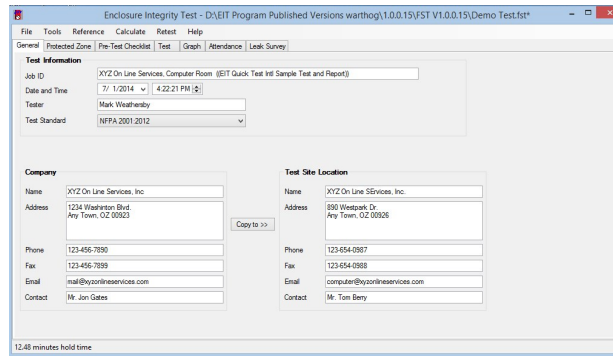 Enclosure Integrity Test - D:\EIT Program Published Versions warthog\1.0.0.15\FST V1.0.0.15\Demo Test.fst*
File Tools Reference Calculate Retest Help
General Protected Zone Pre-Test Checklist Test Graph Attendance Leak Survey
Test Information
Job ID XYZ On Line Services, Computer Room ((EIT Quick Test Intl Sample Test and Report))
Date and Time 7/ 1/2014 4:22:21 PM
Tester Mark Weathersby
Test Standard NFPA 2001:2012
Company
Name XYZ On Line Services, Inc
Address 1234 Washinton Blvd.
Any Town, OZ 00923
Phone 123-456-7890
Fax 123-456-7899
Email mail@xyzonlineservices.com
Contact Mr. Jon Gates
Copy to >>
Test Site Location
Name XYZ On Line SErvices, Inc.
Address 890 Westpark Dr.
Any Town, OZ 00926
Phone 123-654-0987
Fax 123-654-0988
Email computer@xyzonlineservices.com
Contact Mr. Tom Berry
12.48 minutes hold time